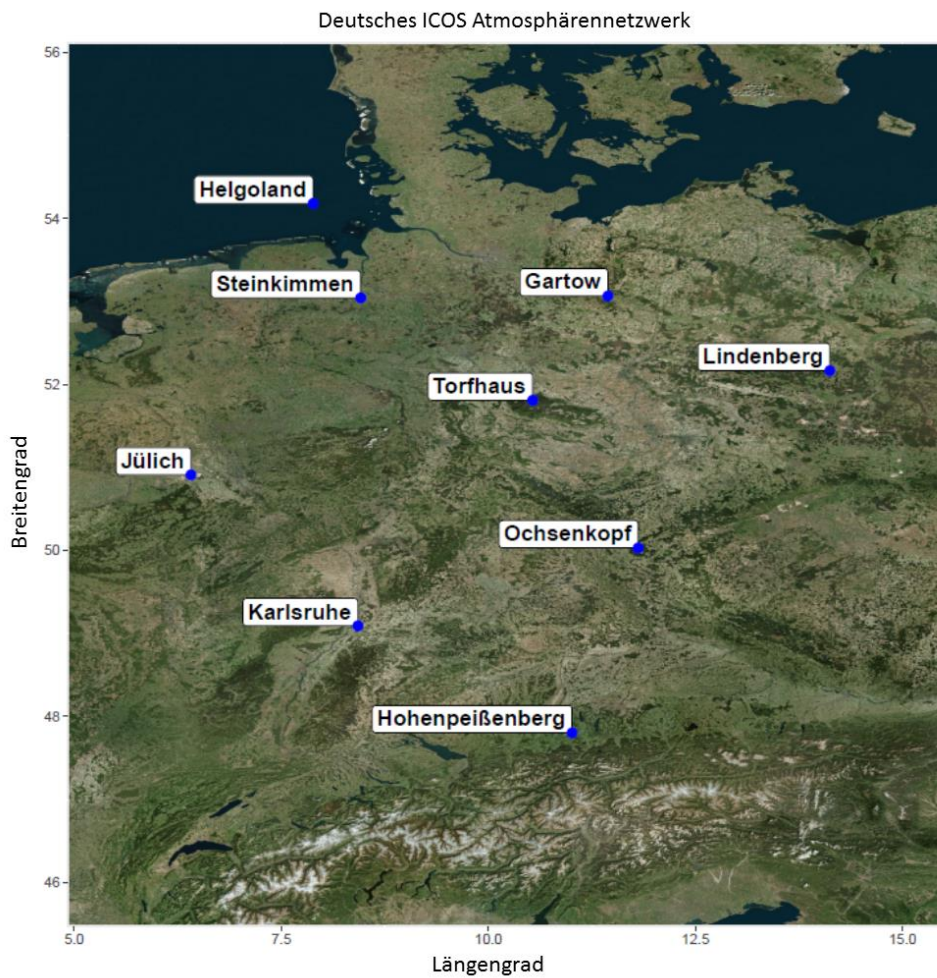 Deutsches ICOS Atmosphärennetzwerk
56
54
52
50
48
46
Breitengrad
Helgoland
Steinkimmen
Gartow
Lindenberg
Torfhaus
Jülich
Ochsenkopf
Karlsruhe
Hohenpeißenberg
5.0
7.5
10.0
12.5
15.0
Längengrad